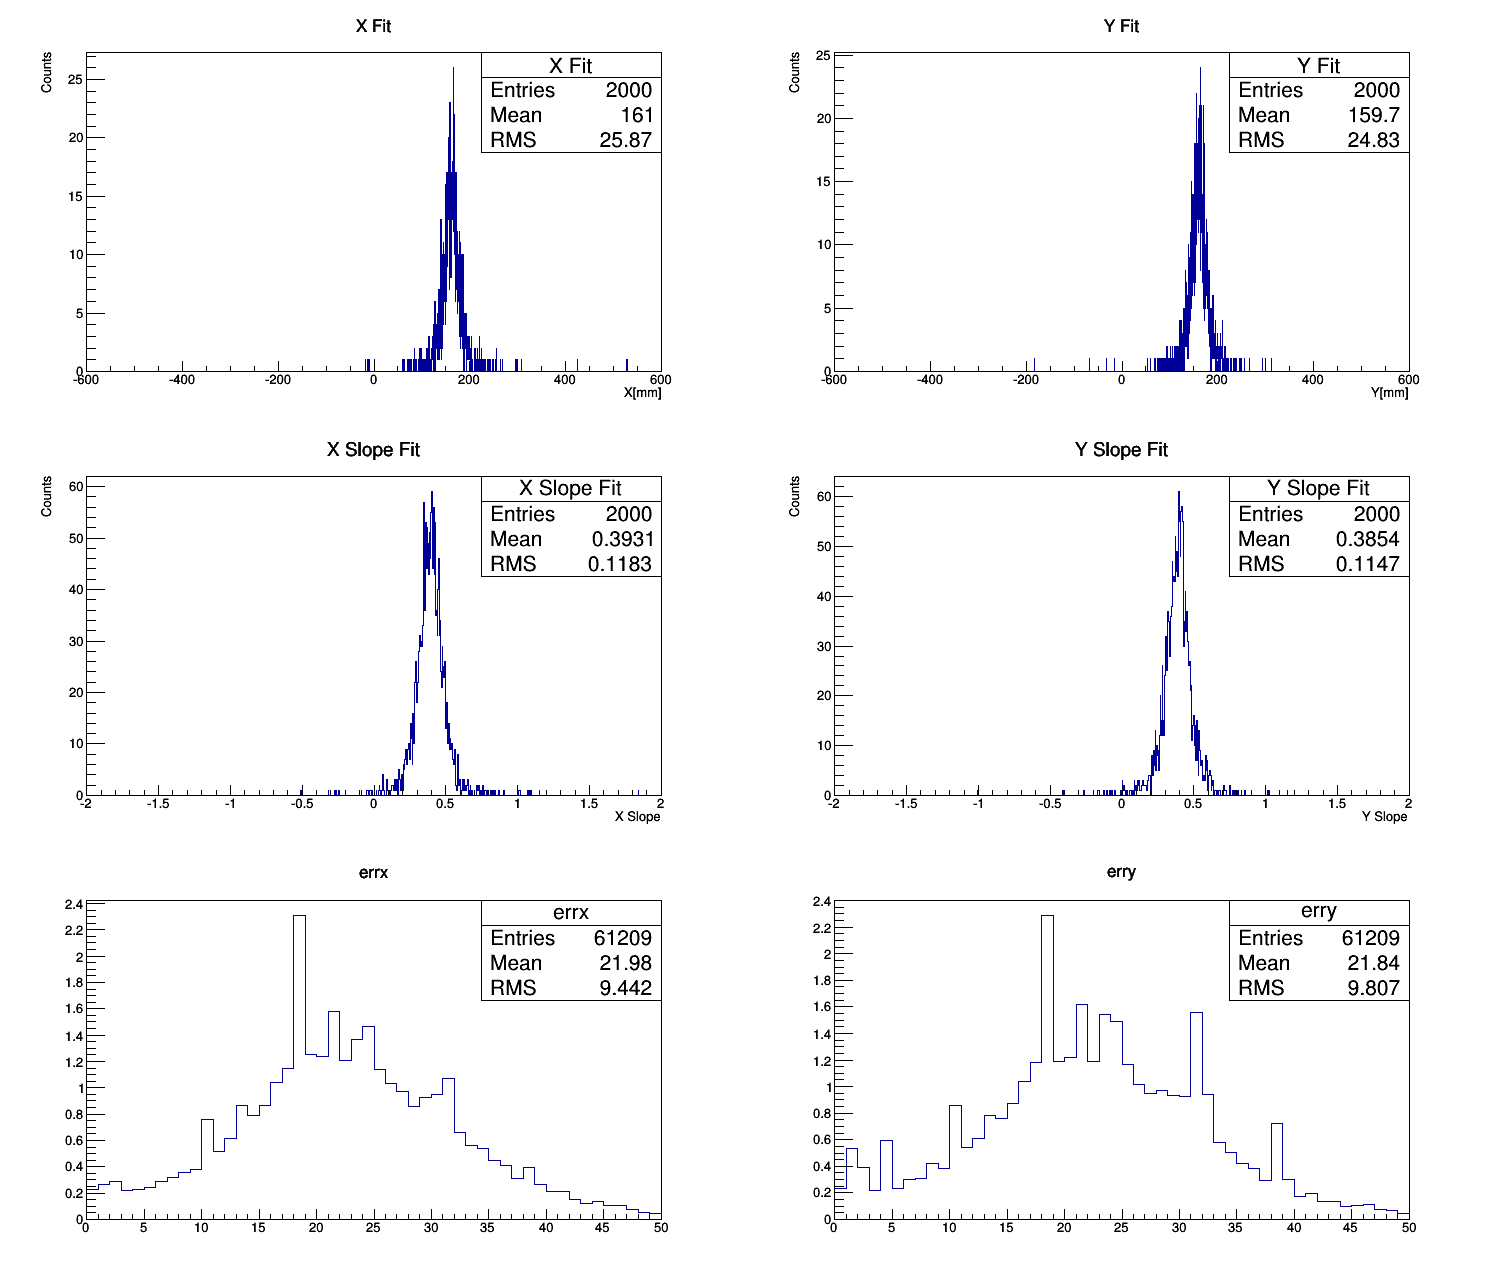 X Fit
Counts
X Fit
Entries 2000
Mean 161
RMS 25.87
25
20
15
10
5
0
-600 -400 -200 0 200 400 600
X[mm]
Y Fit
Counts
Y Fit
Entries 2000
Mean 159.7
RMS 24.83
25
20
15
10
5
0
-600 -400 -200 0 200 400 600
Y[mm]
X Slope Fit
Counts
X Slope Fit
Entries 2000
Mean 0.3931
RMS 0.1183
60
50
40
30
20
10
0
-2 -1.5 -1 -0.5 0 0.5 1 1.5 2
X Slope
Y Slope Fit
Counts
Y Slope Fit
Entries 2000
Mean 0.3854
RMS 0.1147
60
50
40
30
20
10
0
-2 -1.5 -1 -0.5 0 0.5 1 1.5 2
Y Slope
errx
errx
Entries 61209
Mean 21.98
RMS 9.442
2.4
2.2
2
1.8
1.6
1.4
1.2
1
0.8
0.6
0.4
0.2
0
0 5 10 15 20 25 30 35 40 45 50
erry
erry
Entries 61209
Mean 21.84
RMS 9.807
2.4
2.2
2
1.8
1.6
1.4
1.2
1
0.8
0.6
0.4
0.2
0
0 5 10 15 20 25 30 35 40 45 50